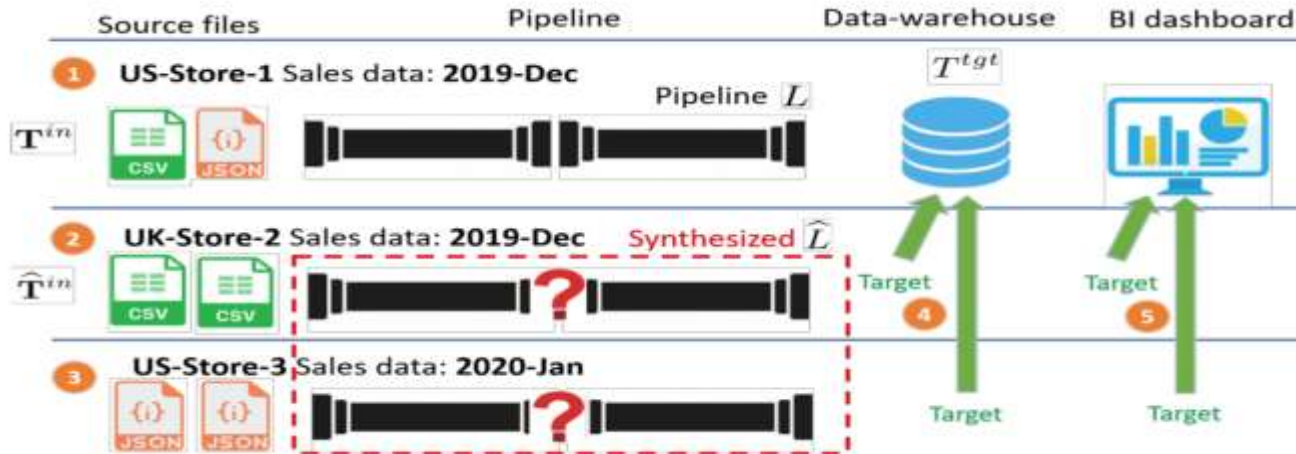 Source files Pipeline Data-warehouse BI dashboard
1 US-Store-1 Sales data: 2019-Dec
T^{tgt}
Pipeline L
T^{in}
CSV {i} JSON
2 UK-Store-2 Sales data: 2019-Dec Synthesized \widehat{L}
\widehat{T}^{in}
CSV CSV ? Target Target
4 5
3 US-Store-3 Sales data: 2020-Jan
{i} JSON {i} JSON ? Target Target